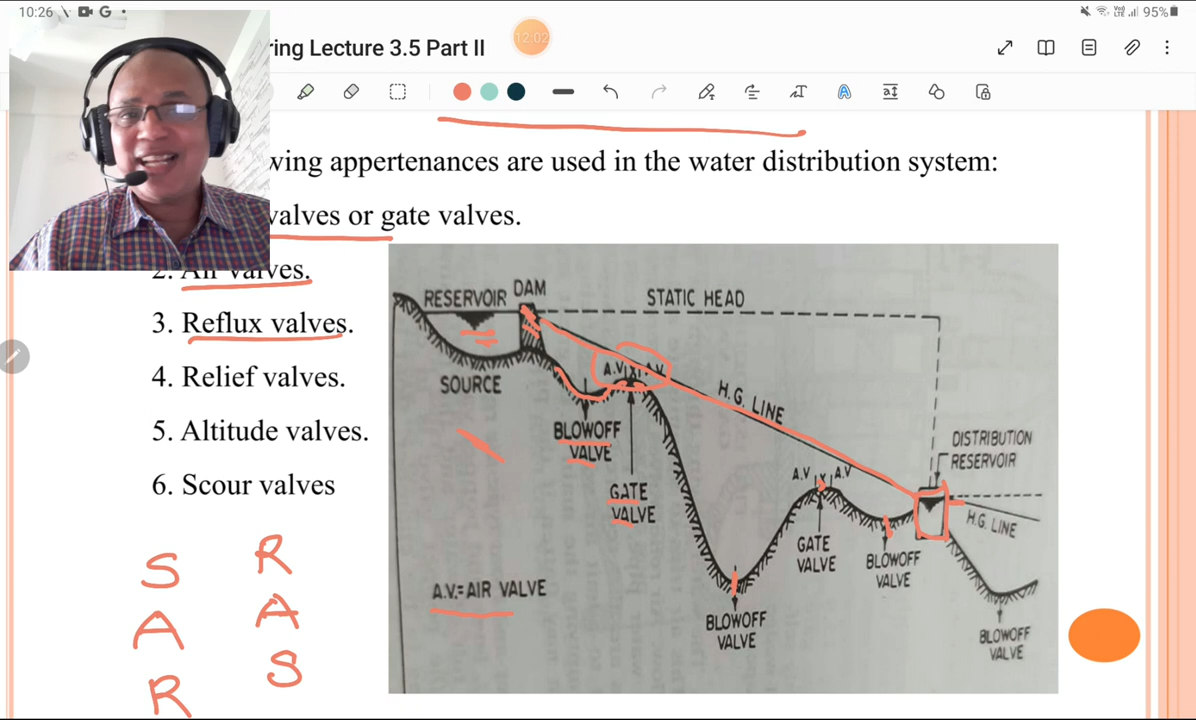 10:26 G 95%
ring Lecture 3.5 Part II 12:02
wing appertenances are used in the water distribution system:
valves or gate valves.
2. Air valves.
3. Reflux valves.
4. Relief valves.
5. Altitude valves.
6. Scour valves
S
A
R
R
A
S
RESERVOIR
DAM
STATIC HEAD
SOURCE
A.V. A.V
H.G. LINE
BLOWOFF
VALVE
GATE
VALVE
DISTRIBUTION
RESERVOIR
A.V A.V
H.G. LINE
GATE
VALVE
BLOWOFF
VALVE
A.V.=AIR VALVE
BLOWOFF
VALVE
BLOWOFF
VALVE